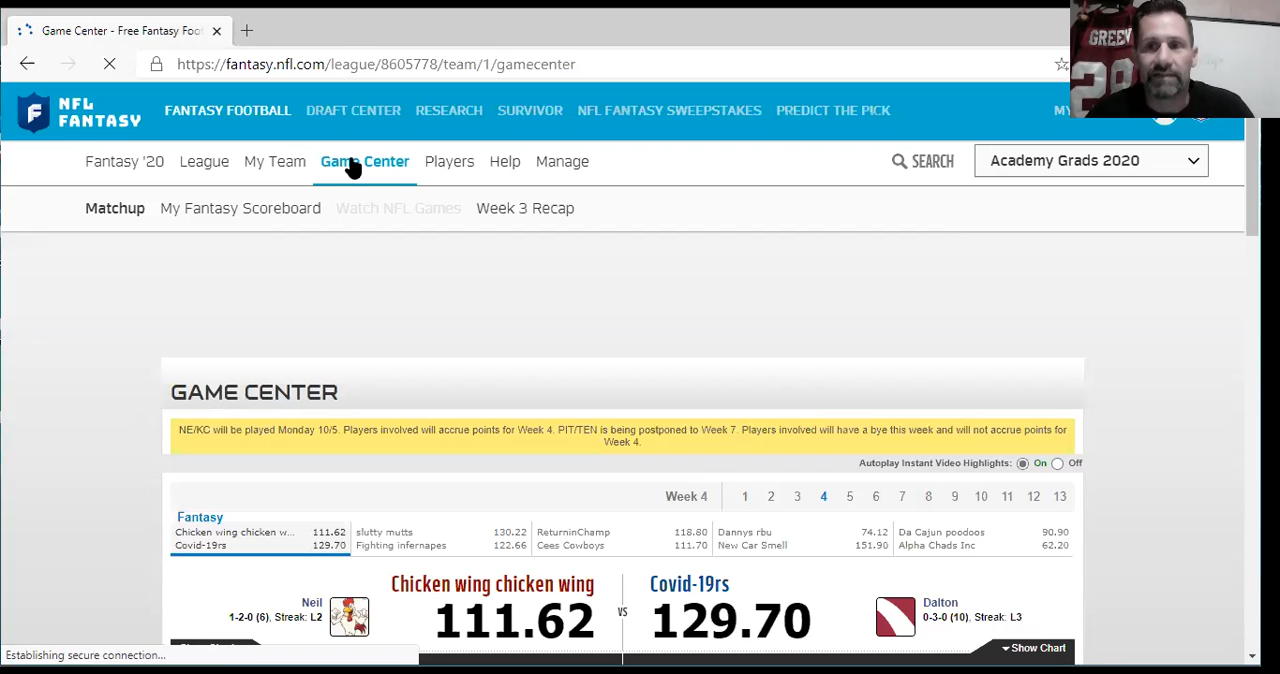 Game Center - Free Fantasy Foot
https://fantasy.nfl.com/league/8605778/team/1/gamecenter
GREEN
28
F
NFL
FANTASY
FANTASY FOOTBALL DRAFT CENTER RESEARCH SURVIVOR NFL FANTASY SWEEPSTAKES PREDICT THE PICK
Fantasy '20 League My Team Game Center Players Help Manage SEARCH Academy Grads 2020
Matchup My Fantasy Scoreboard Watch NFL Games Week 3 Recap
GAME CENTER
NE/KC will be played Monday 10/5. Players involved will accrue points for Week 4. PIT/TEN is being postponed to Week 7. Players involved will have a bye this week and will not accrue points for
Week 4.
Autoplay Instant Video Highlights: On Off
Week 4 1 2 3 4 5 6 7 8 9 10 11 12 13
Fantasy
Chicken wing chicken w... 111.62 slutty mutts 130.22 ReturninChamp 118.80 Dannys rbu 74.12 Da Cajun poodoos 90.90
Covid-19rs 129.70 Fighting infernapes 122.66 Cees Cowboys 111.70 New Car Smell 151.90 Alpha Chads Inc 62.20
Chicken wing chicken wing Covid-19rs
Neil Dalton
111.62 vs 129.70
1-2-0 (6), Streak: L2 0-3-0 (10), Streak: L3
Show Chart
Establishing secure connection...